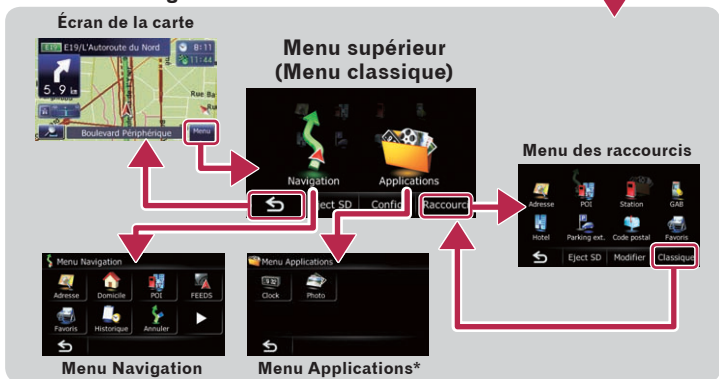 Écran de la carte
E19 E19/L'Autoroute du Nord
8:11
11:44
5.9 km
Rue Ba
Ru
Boulevard Périphérique
Menu
Menu supérieur
(Menu classique)
Navigation
Applications
Eject SD
Config
Raccourci
Menu des raccourcis
Adresse
POI
Station
GAB
Hotel
Parking ext.
Code postal
Favoris
Eject SD
Modifier
Classique
Menu Navigation
Adresse
Domicile
POI
FEEDS
Favoris
Historique
Annuler
Menu Navigation
Menu Applications
Clock
Photo
Menu Applications*